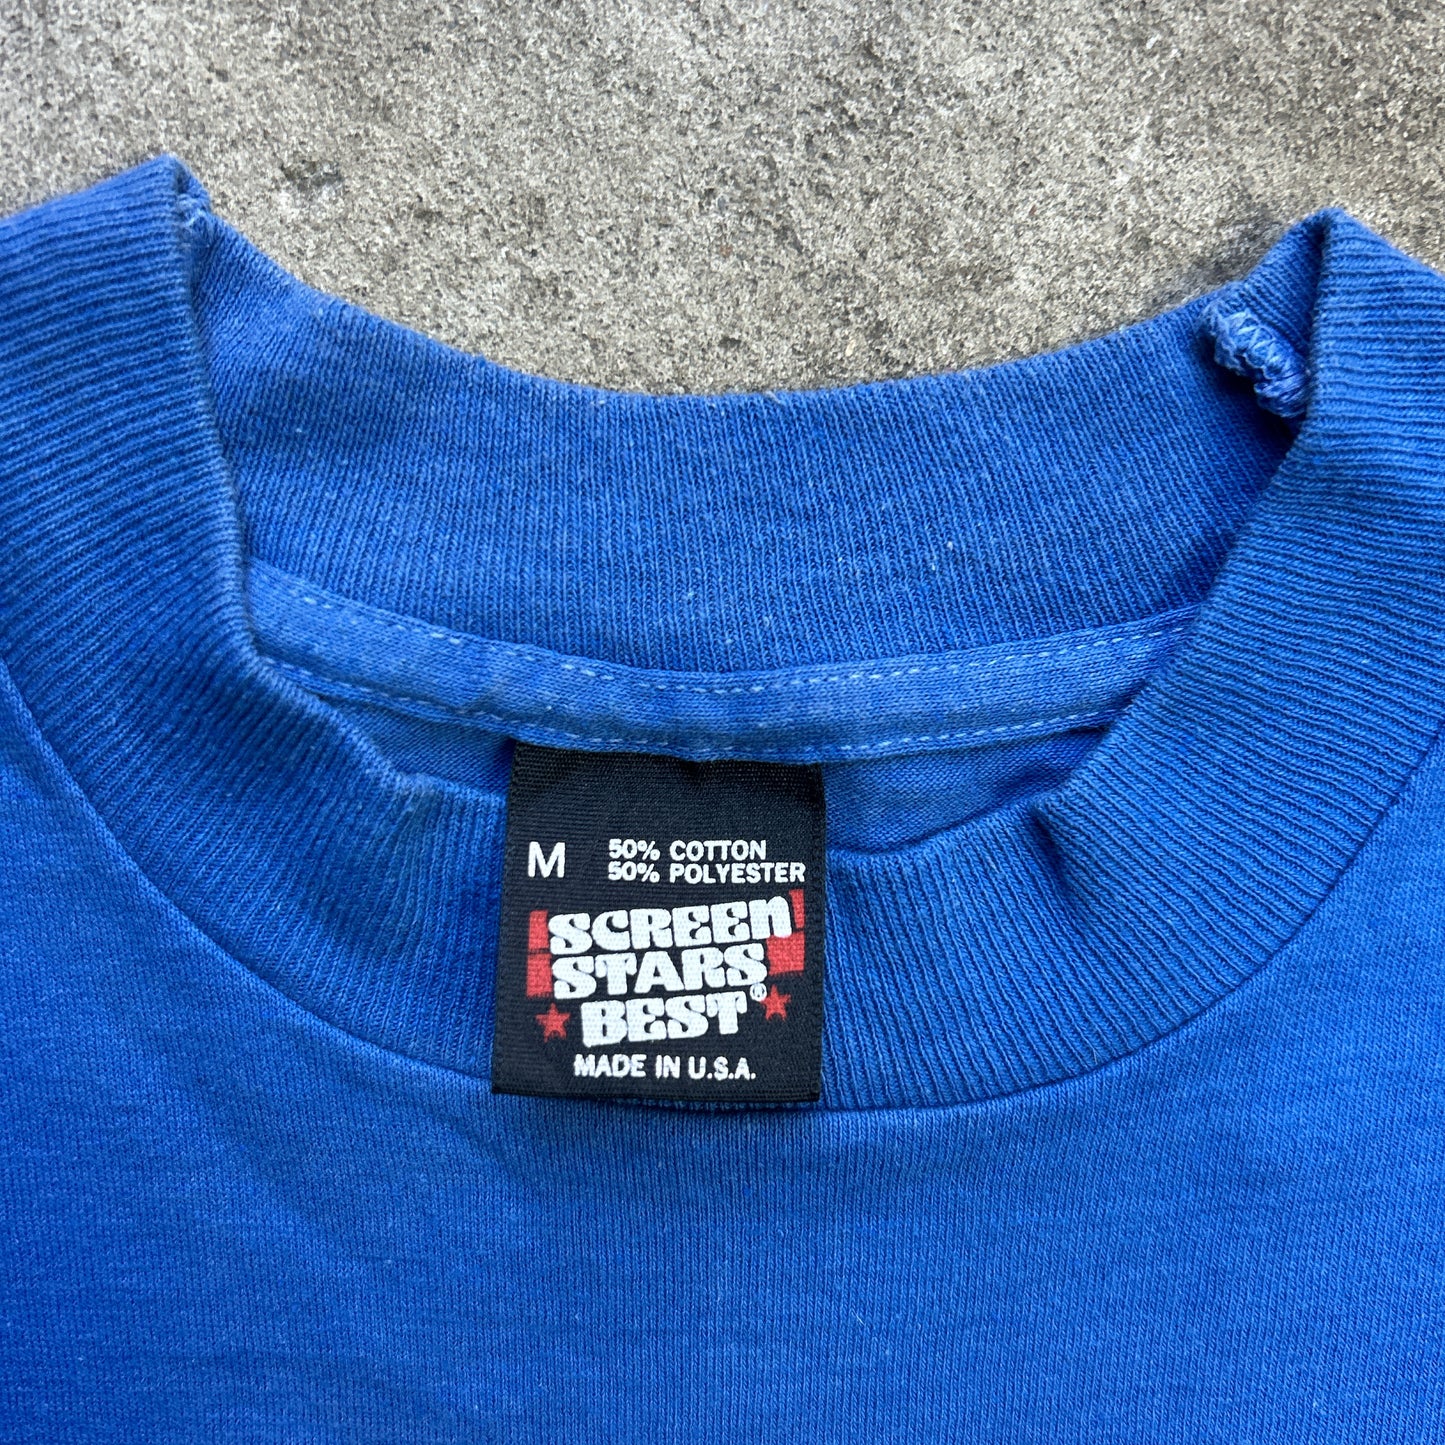 M 50% COTTON
50% POLYESTER
SCREEN
STARS
BEST®
MADE IN U.S.A.